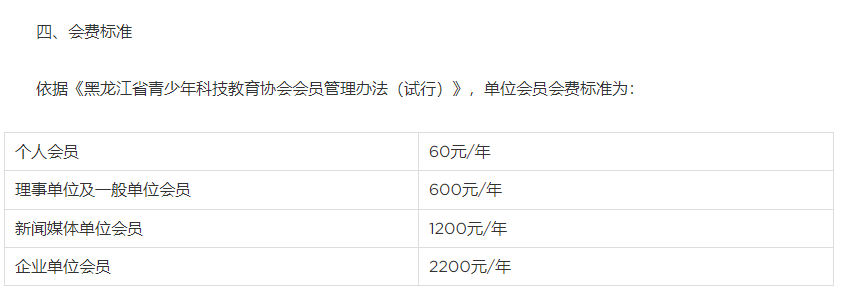 四、会费标准
依据《黑龙江省青少年科技教育协会会员管理办法（试行）》，单位会员会费标准为：
个人会员 60元/年
理事单位及一般单位会员 600元/年
新闻媒体单位会员 1200元/年
企业单位会员 2200元/年